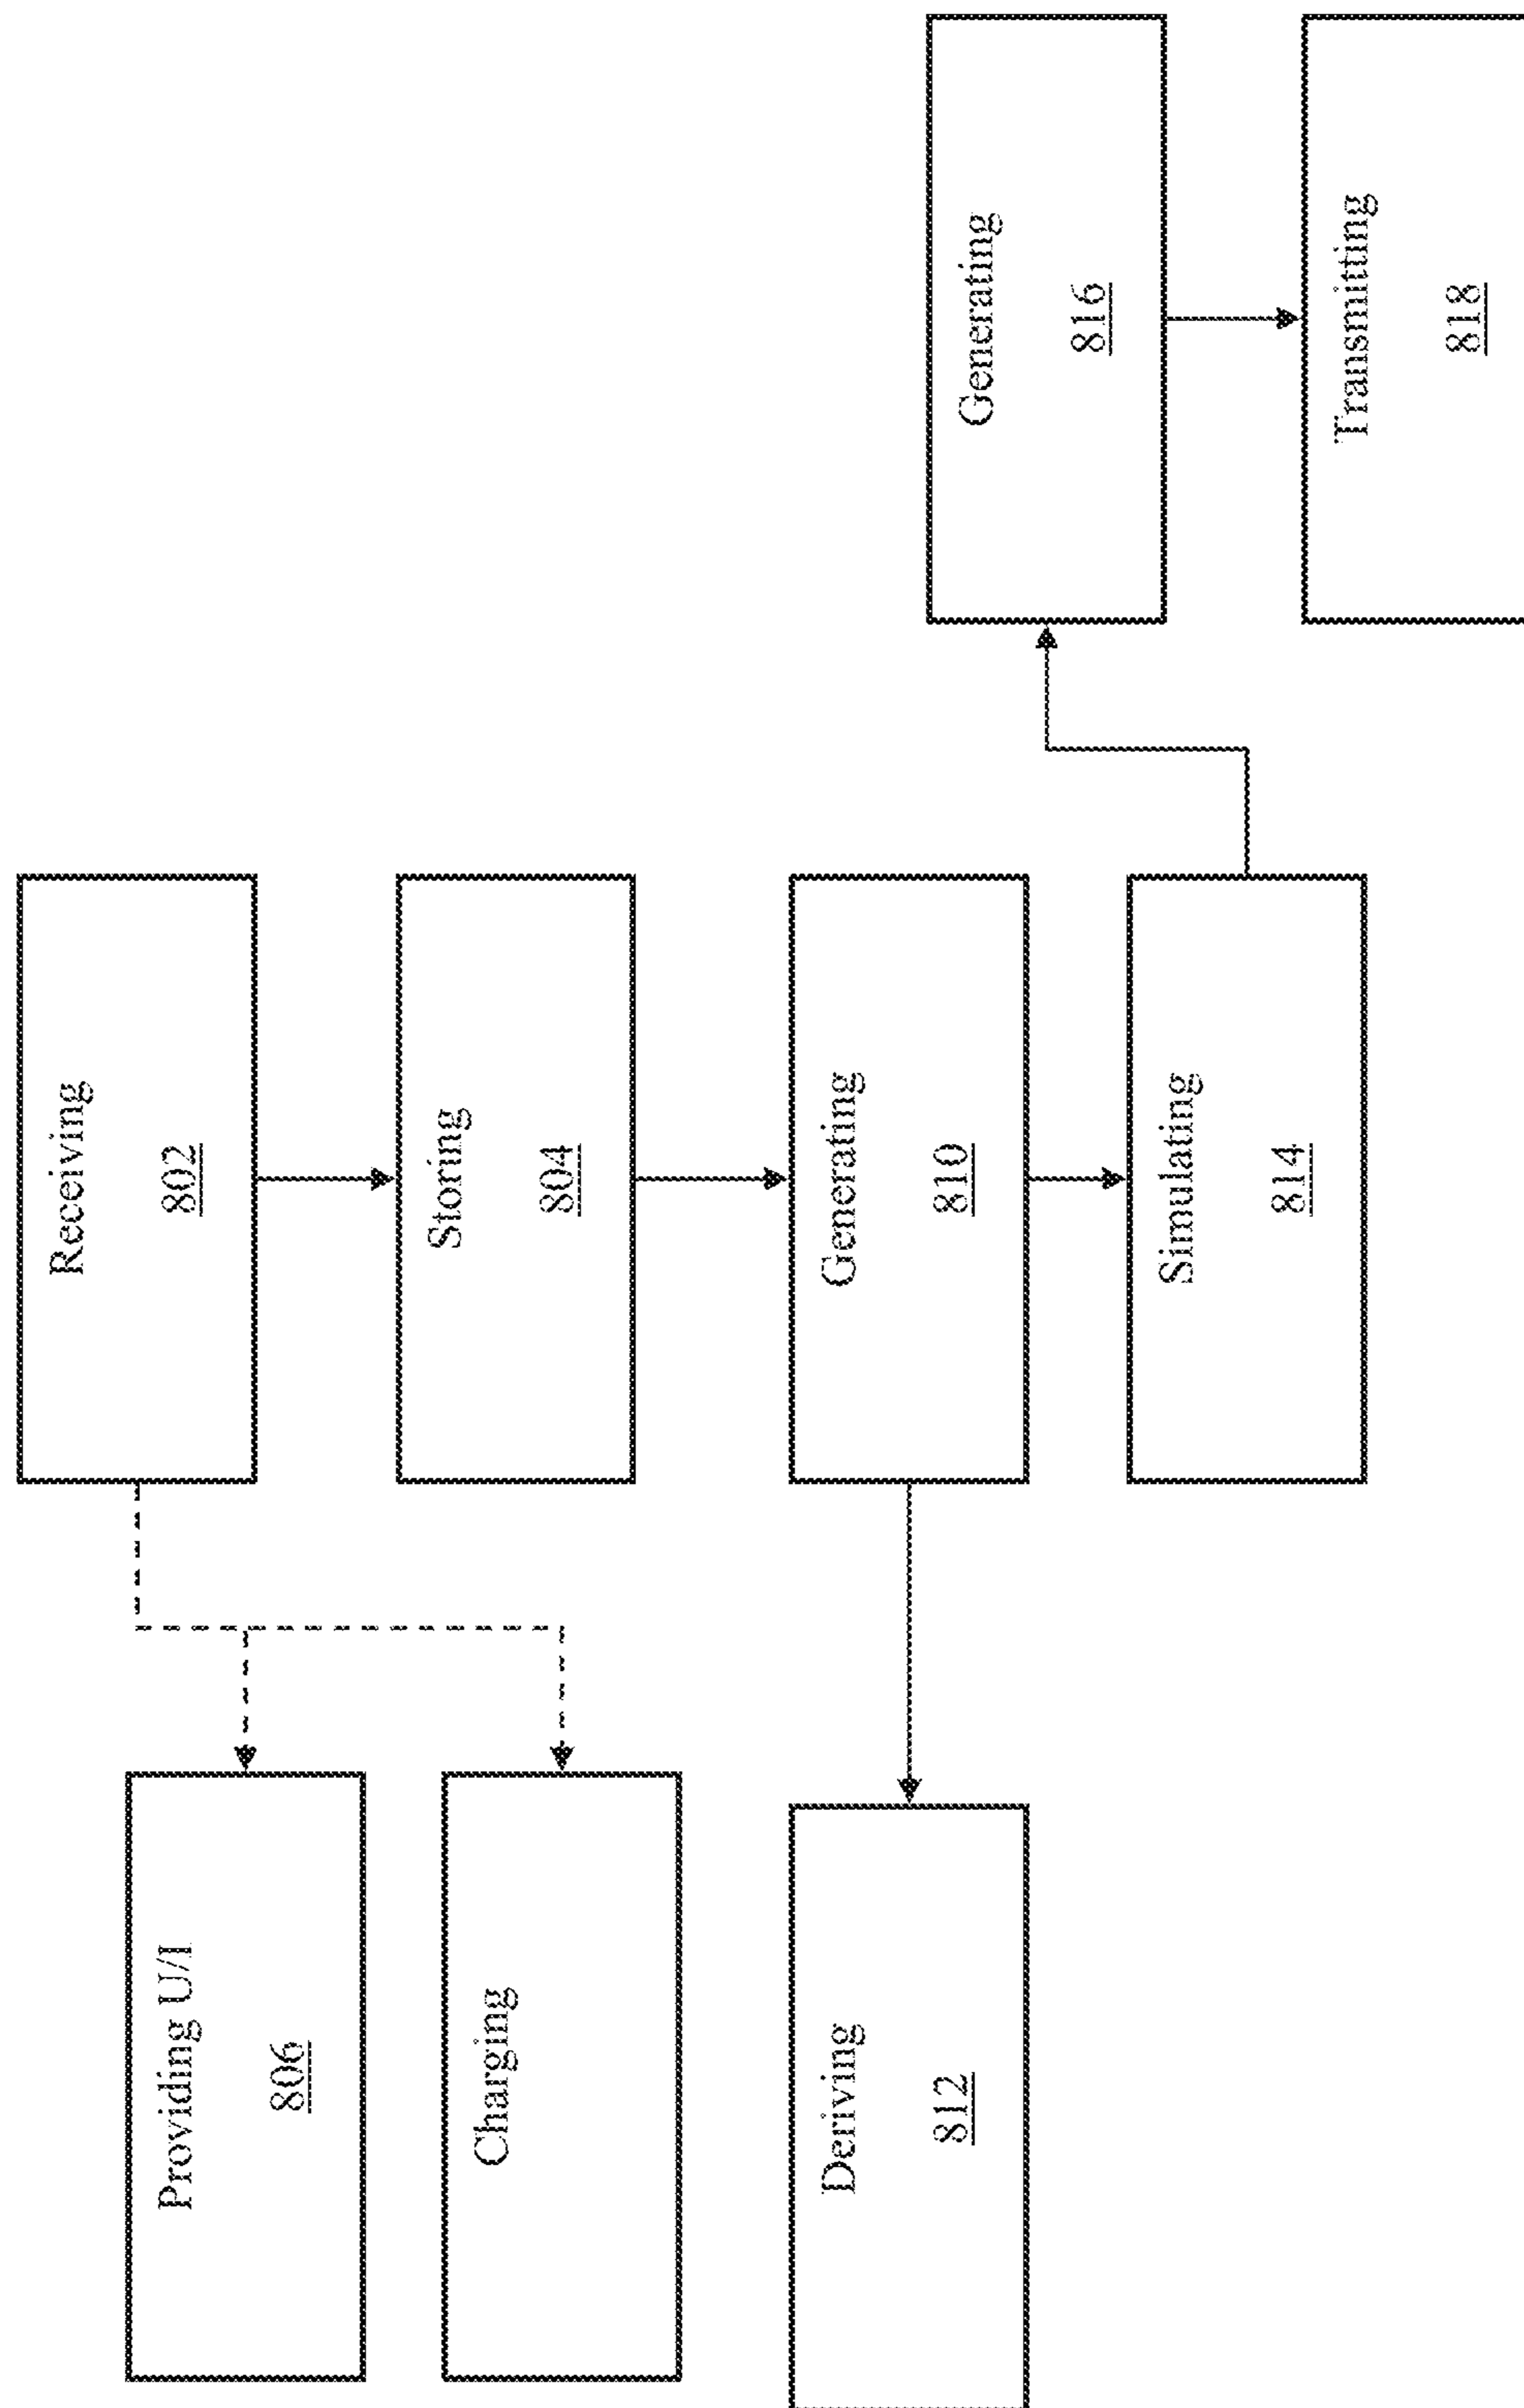 Receiving
802
Providing U/I
806
Storing
804
Charging
Generating
810
Deriving
812
Simulating
814
Generating
816
Transmitting
818